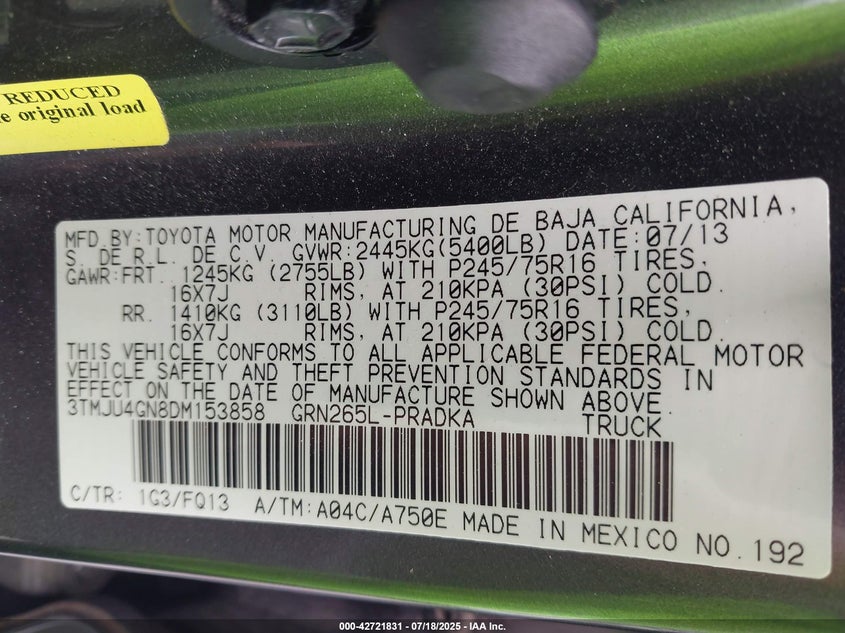 REDUCED
e original load
MFD.BY:TOYOTA MOTOR MANUFACTURING DE BAJA CALIFORNIA,
S. DE R.L. DE C.V. GVWR:2445KG(5400LB) DATE:07/13
GAWR:FRT. 1245KG (2755LB) WITH P245/75R16 TIRES,
16X7J RIMS, AT 210KPA (30PSI) COLD.
RR. 1410KG (3110LB) WITH P245/75R16 TIRES,
16X7J RIMS, AT 210KPA (30PSI) COLD.
THIS VEHICLE CONFORMS TO ALL APPLICABLE FEDERAL MOTOR
VEHICLE SAFETY AND THEFT PREVENTION STANDARDS IN
EFFECT ON THE DATE OF MANUFACTURE SHOWN ABOVE.
3TMJU4GN8DM153858 GRN265L-PRADKA TRUCK
C/TR: 1G3/FQ13 A/TM:A04C/A750E MADE IN MEXICO NO.192
000-42721831 - 07/18/2025 - IAA Inc.